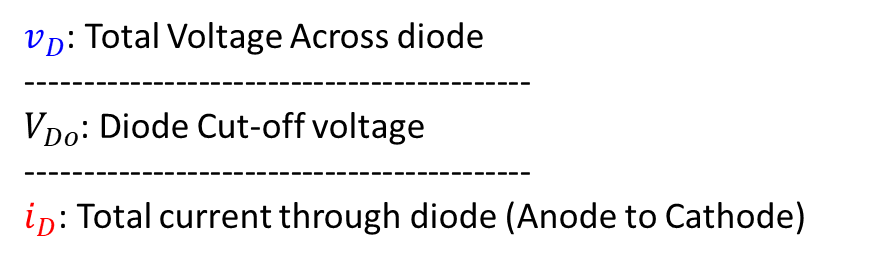 v_D: Total Voltage Across diode
------------------------------------------
V_Do: Diode Cut-off voltage
------------------------------------------
i_D: Total current through diode (Anode to Cathode)